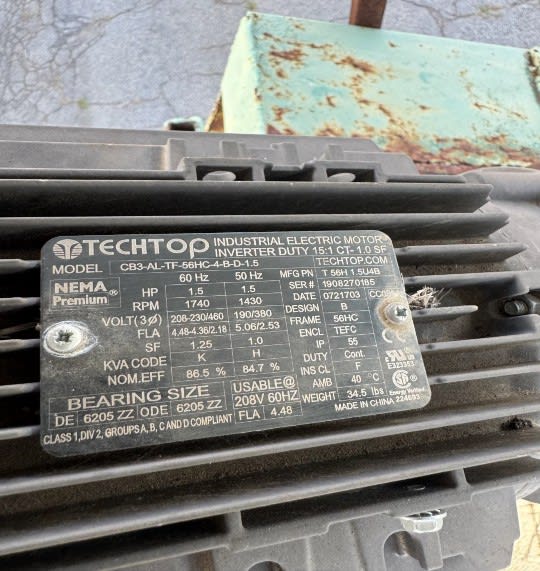 TECHTOP INDUSTRIAL ELECTRIC MOTOR
INVERTER DUTY 15:1 CT- 1.0 SF
TECHTOP.COM
MODEL CB3-AL-TF-56HC-4-B-D-1.5
NEMA Premium®
60 Hz 50 Hz MFG PN T 56H 1.5U4B
HP 1.5 1.5 SER # 1908270185
RPM 1740 1430 DATE 0721703
VOLT(3Ø) 208-230/460 190/380 DESIGN B
FLA 4.48-4.36/2.18 5.06/2.53 FRAME 56HC
SF 1.25 1.0 ENCL TEFC
KVA CODE K H IP 55
NOM.EFF 86.5 % 84.7 % DUTY Cont.
INS CL F
BEARING SIZE USABLE@ AMB 40 °C
DE 6205 ZZ ODE 6205 ZZ 208V 60HZ WEIGHT 34.5 lbs
FLA 4.48 MADE IN CHINA 224693
CLASS 1,DIV 2, GROUPS A, B, C AND D COMPLIANT
E323353
Energy Verified